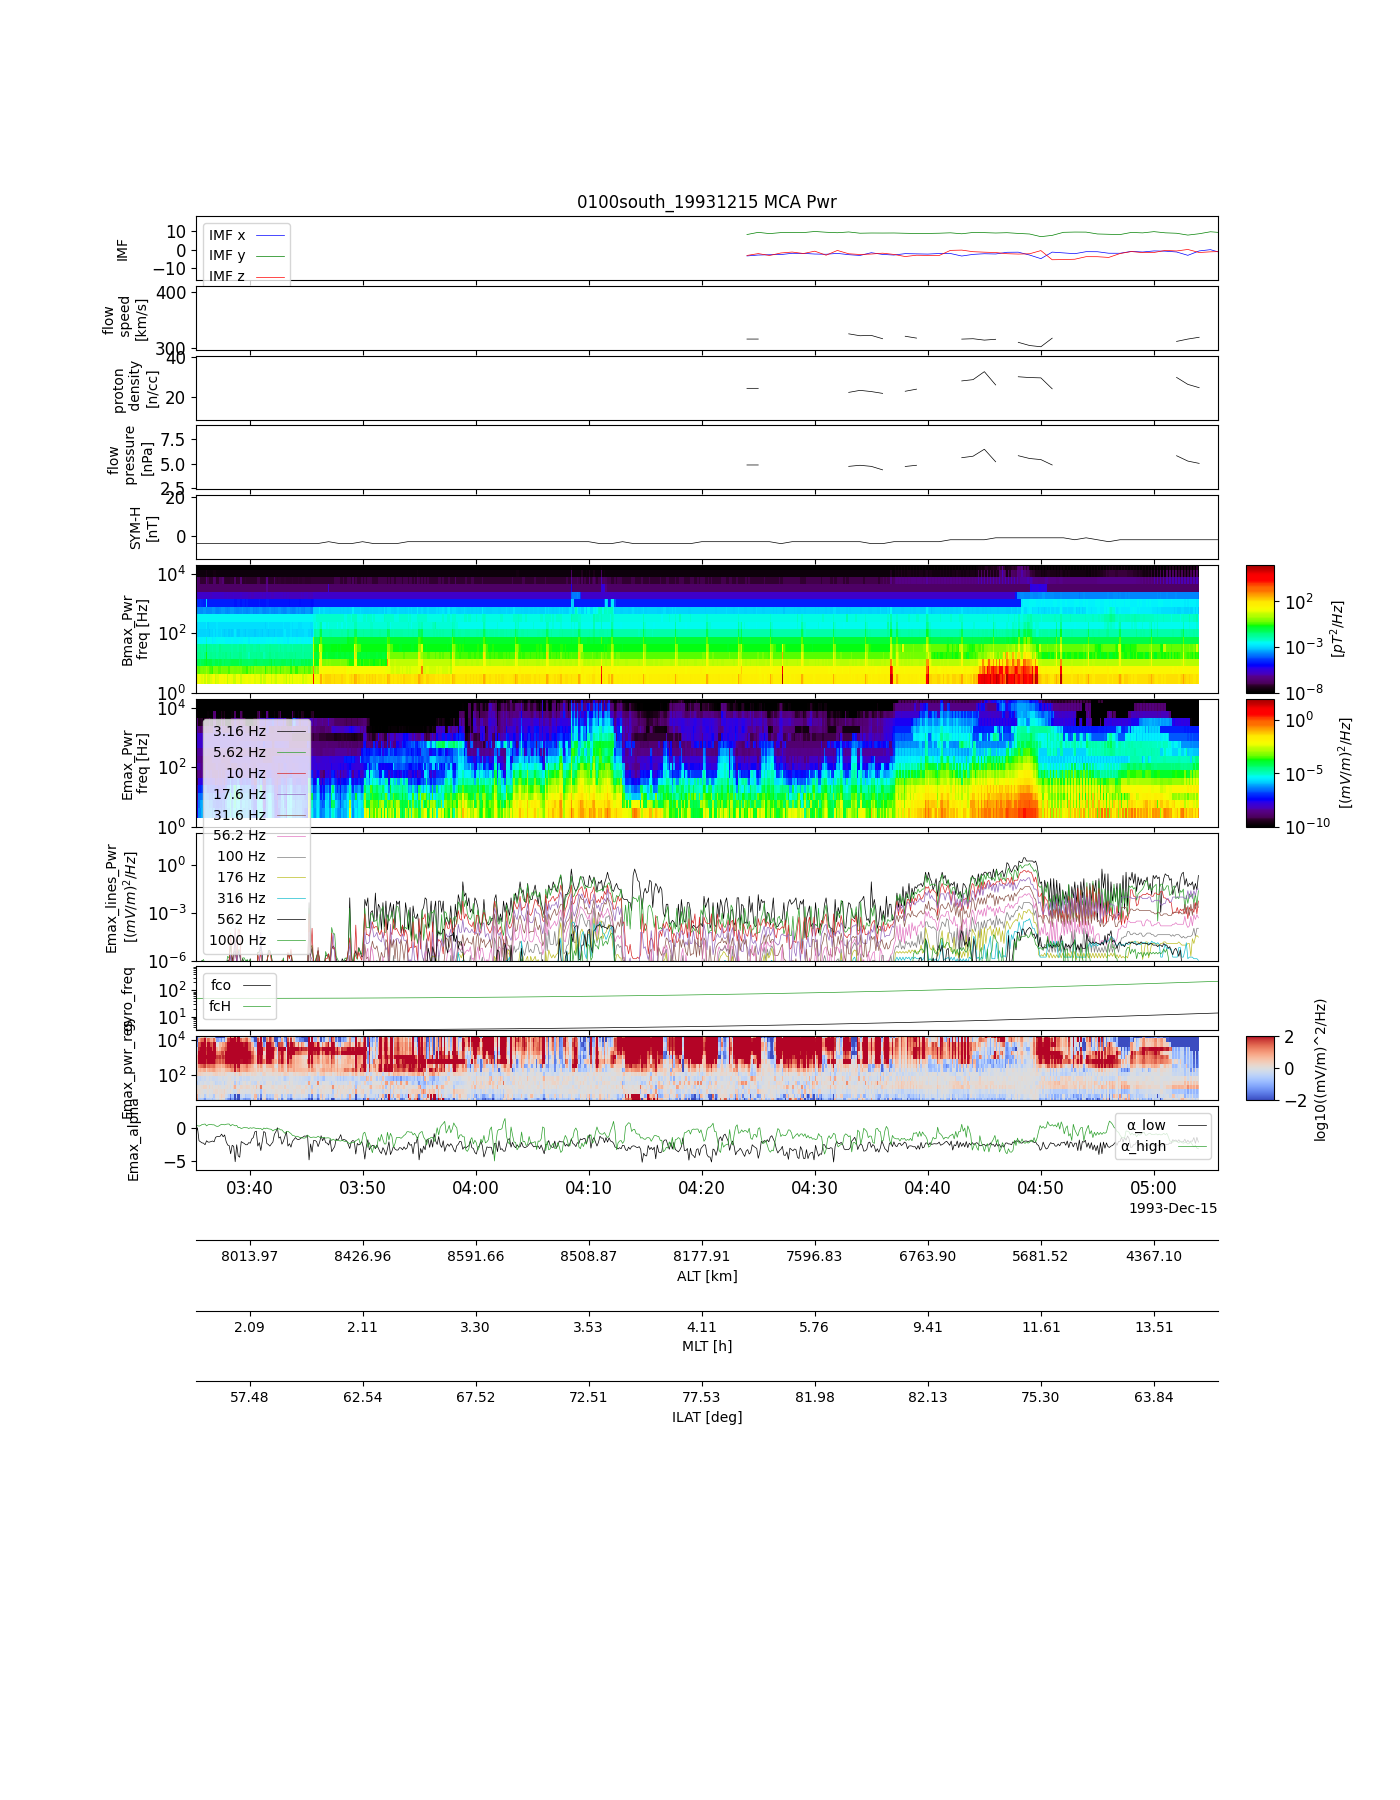 0100south_19931215 MCA Pwr
IMF
10
0
−10
IMF x
IMF y
IMF z
flow
speed
[km/s]
400
300
proton
density
[n/cc]
40
20
flow
pressure
[nPa]
7.5
5.0
2.5
SYM-H
[nT]
20
0
Bmax_Pwr
freq [Hz]
10^4
10^2
10^0
10^2
10^−3
10^−8
[pT^2/Hz]
Emax_Pwr
freq [Hz]
10^4
10^2
10^0
10^0
10^−5
10^−10
[(mV/m)^2/Hz]
3.16 Hz
5.62 Hz
10 Hz
17.6 Hz
31.6 Hz
56.2 Hz
100 Hz
176 Hz
316 Hz
562 Hz
1000 Hz
Emax_lines_Pwr
[(mV/m)^2/Hz]
10^0
10^−3
10^−6
gyro_freq
10^2
10^1
fco
fcH
Emax_pwr_reg
10^4
10^2
2
0
−2
log10((mV/m)^2/Hz)
Emax_alpha
0
−5
α_low
α_high
03:40 03:50 04:00 04:10 04:20 04:30 04:40 04:50 05:00
1993-Dec-15
8013.97 8426.96 8591.66 8508.87 8177.91 7596.83 6763.90 5681.52 4367.10
ALT [km]
2.09 2.11 3.30 3.53 4.11 5.76 9.41 11.61 13.51
MLT [h]
57.48 62.54 67.52 72.51 77.53 81.98 82.13 75.30 63.84
ILAT [deg]